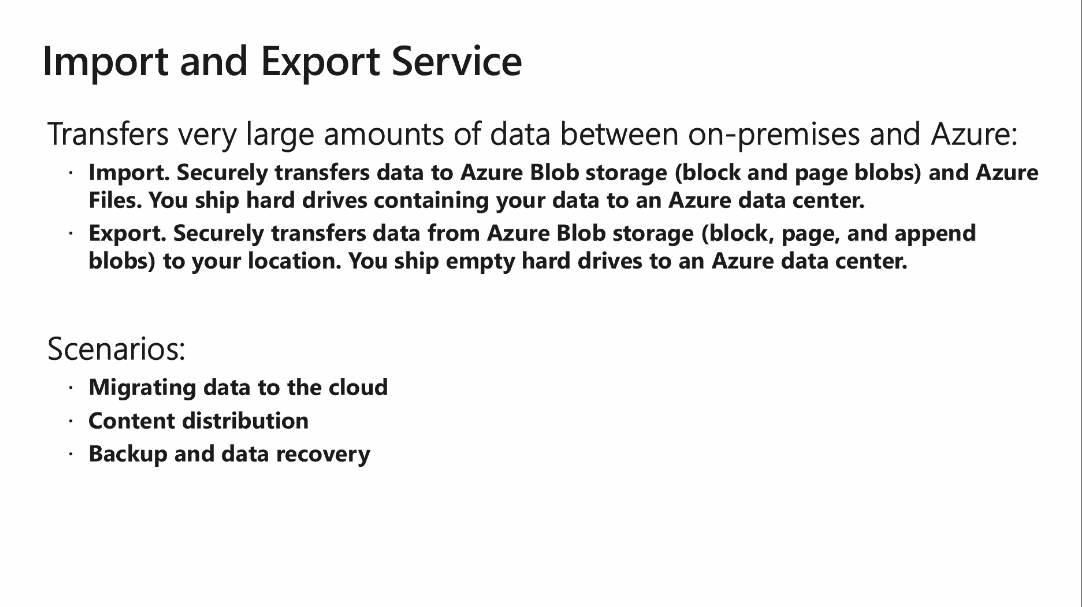 Import and Export Service
Transfers very large amounts of data between on-premises and Azure:
· Import. Securely transfers data to Azure Blob storage (block and page blobs) and Azure
Files. You ship hard drives containing your data to an Azure data center.
· Export. Securely transfers data from Azure Blob storage (block, page, and append
blobs) to your location. You ship empty hard drives to an Azure data center.
Scenarios:
· Migrating data to the cloud
· Content distribution
· Backup and data recovery